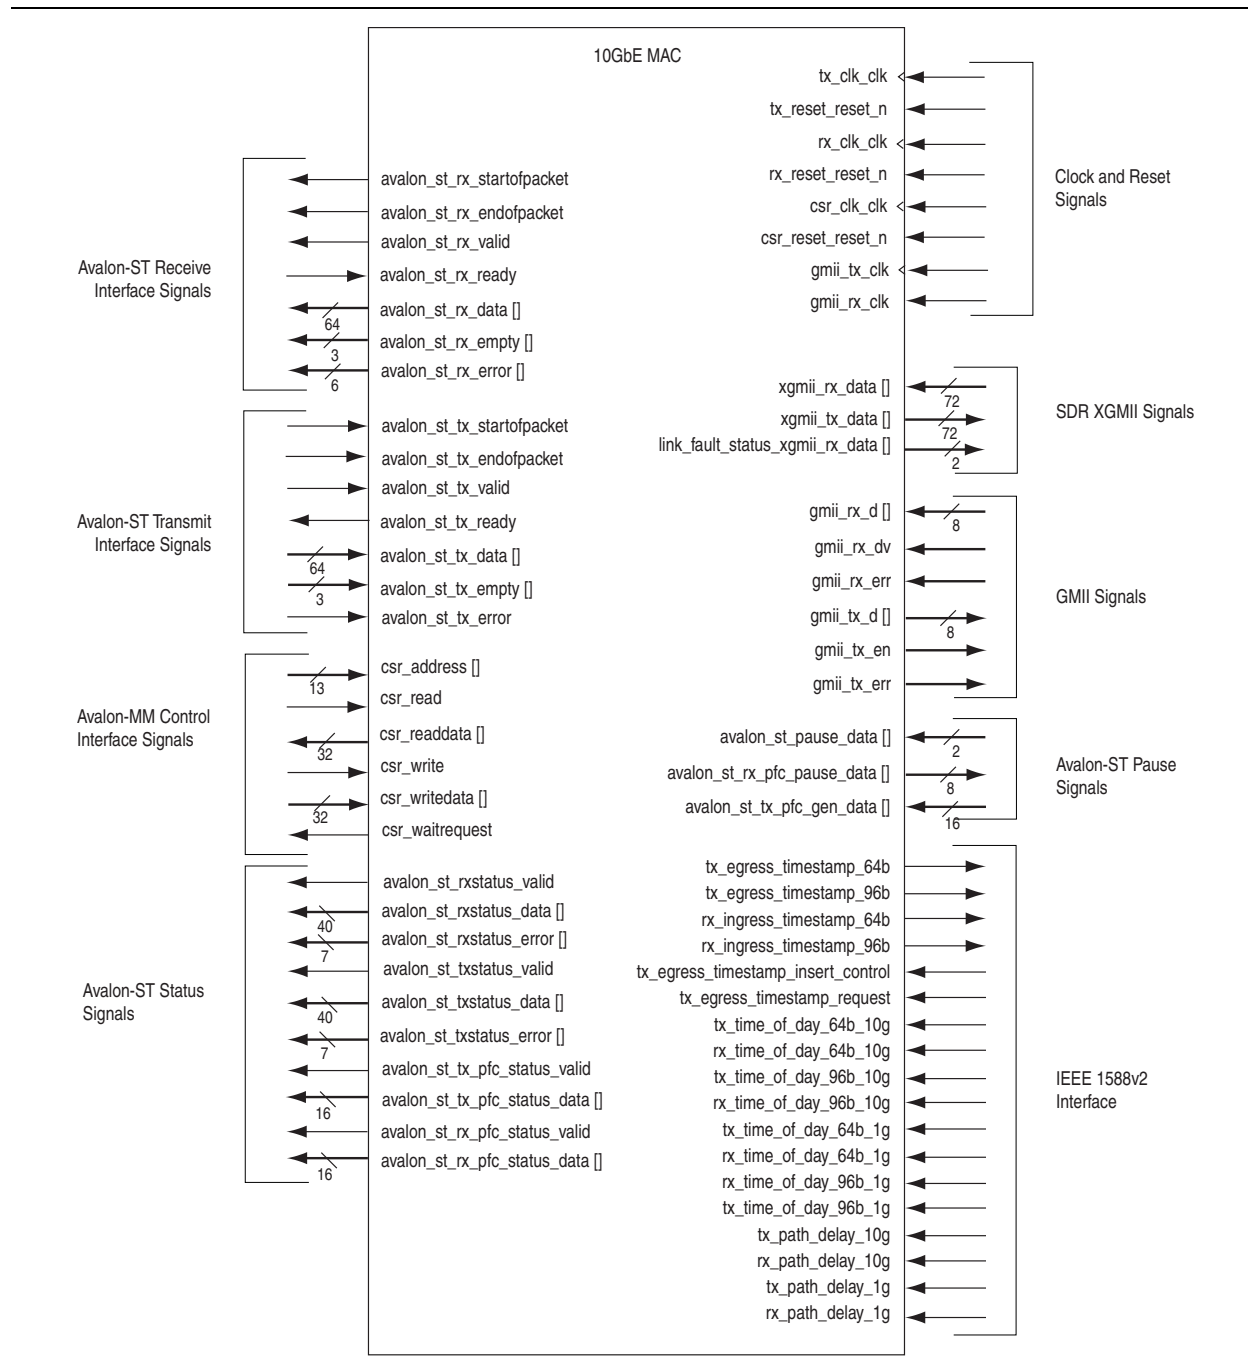 10GbE MAC
Avalon-ST Receive
Interface Signals
avalon_st_rx_startofpacket
avalon_st_rx_endofpacket
avalon_st_rx_valid
avalon_st_rx_ready
avalon_st_rx_data []
64
avalon_st_rx_empty []
3
avalon_st_rx_error []
6
Avalon-ST Transmit
Interface Signals
avalon_st_tx_startofpacket
avalon_st_tx_endofpacket
avalon_st_tx_valid
avalon_st_tx_ready
avalon_st_tx_data []
64
avalon_st_tx_empty []
3
avalon_st_tx_error
Avalon-MM Control
Interface Signals
csr_address []
13
csr_read
csr_readdata []
32
csr_write
csr_writedata []
32
csr_waitrequest
Avalon-ST Status
Signals
avalon_st_rxstatus_valid
avalon_st_rxstatus_data []
40
avalon_st_rxstatus_error []
7
avalon_st_txstatus_valid
avalon_st_txstatus_data []
40
avalon_st_txstatus_error []
7
avalon_st_tx_pfc_status_valid
avalon_st_tx_pfc_status_data []
16
avalon_st_rx_pfc_status_valid
avalon_st_rx_pfc_status_data []
16
tx_clk_clk
tx_reset_reset_n
rx_clk_clk
rx_reset_reset_n
csr_clk_clk
csr_reset_reset_n
gmii_tx_clk
gmii_rx_clk
Clock and Reset
Signals
xgmii_rx_data []
72
xgmii_tx_data []
72
link_fault_status_xgmii_rx_data []
2
SDR XGMII Signals
gmii_rx_d []
8
gmii_rx_dv
gmii_rx_err
gmii_tx_d []
8
gmii_tx_en
gmii_tx_err
GMII Signals
avalon_st_pause_data []
2
avalon_st_rx_pfc_pause_data []
8
avalon_st_tx_pfc_gen_data []
16
Avalon-ST Pause
Signals
tx_egress_timestamp_64b
tx_egress_timestamp_96b
rx_ingress_timestamp_64b
rx_ingress_timestamp_96b
tx_egress_timestamp_insert_control
tx_egress_timestamp_request
tx_time_of_day_64b_10g
rx_time_of_day_64b_10g
tx_time_of_day_96b_10g
rx_time_of_day_96b_10g
tx_time_of_day_64b_1g
rx_time_of_day_64b_1g
rx_time_of_day_96b_1g
tx_time_of_day_96b_1g
tx_path_delay_10g
rx_path_delay_10g
tx_path_delay_1g
rx_path_delay_1g
IEEE 1588v2
Interface